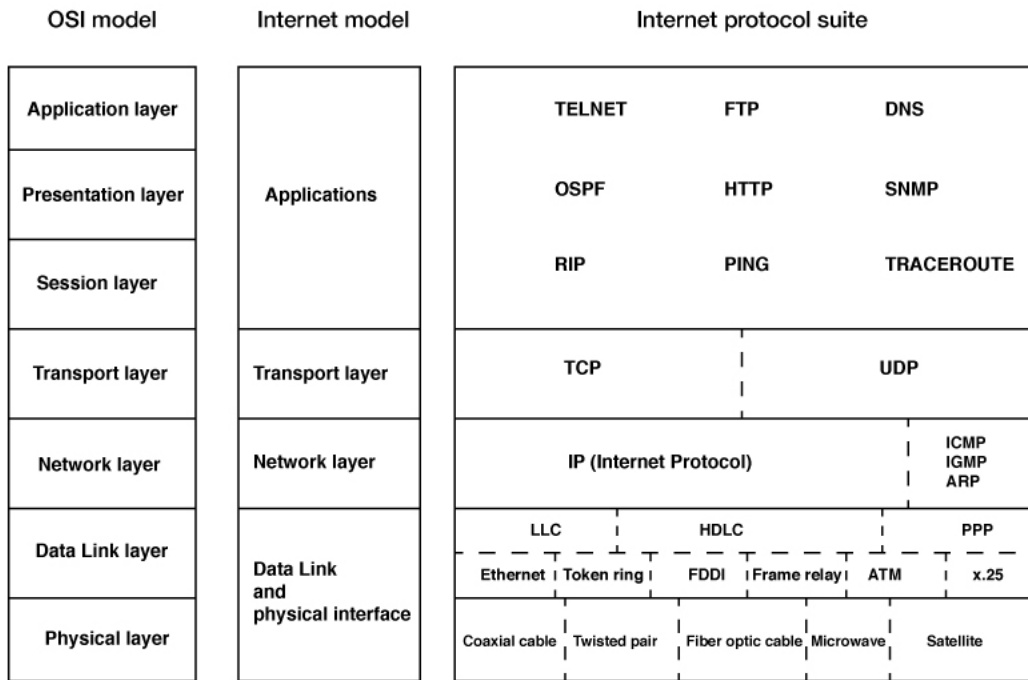 OSI model
Internet model
Internet protocol suite
Application layer
Presentation layer
Session layer
Transport layer
Network layer
Data Link layer
Physical layer
Applications
Transport layer
Network layer
Data Link
and
physical interface
TELNET FTP DNS
OSPF HTTP SNMP
RIP PING TRACEROUTE
TCP UDP
IP (Internet Protocol)
ICMP
IGMP
ARP
LLC HDLC PPP
Ethernet Token ring FDDI Frame relay ATM x.25
Coaxial cable Twisted pair Fiber optic cable Microwave Satellite